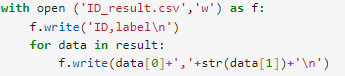 with open ('ID_result.csv','w') as f:
    f.write('ID,label\n')
    for data in result:
        f.write(data[0]+','+str(data[1])+'\n')